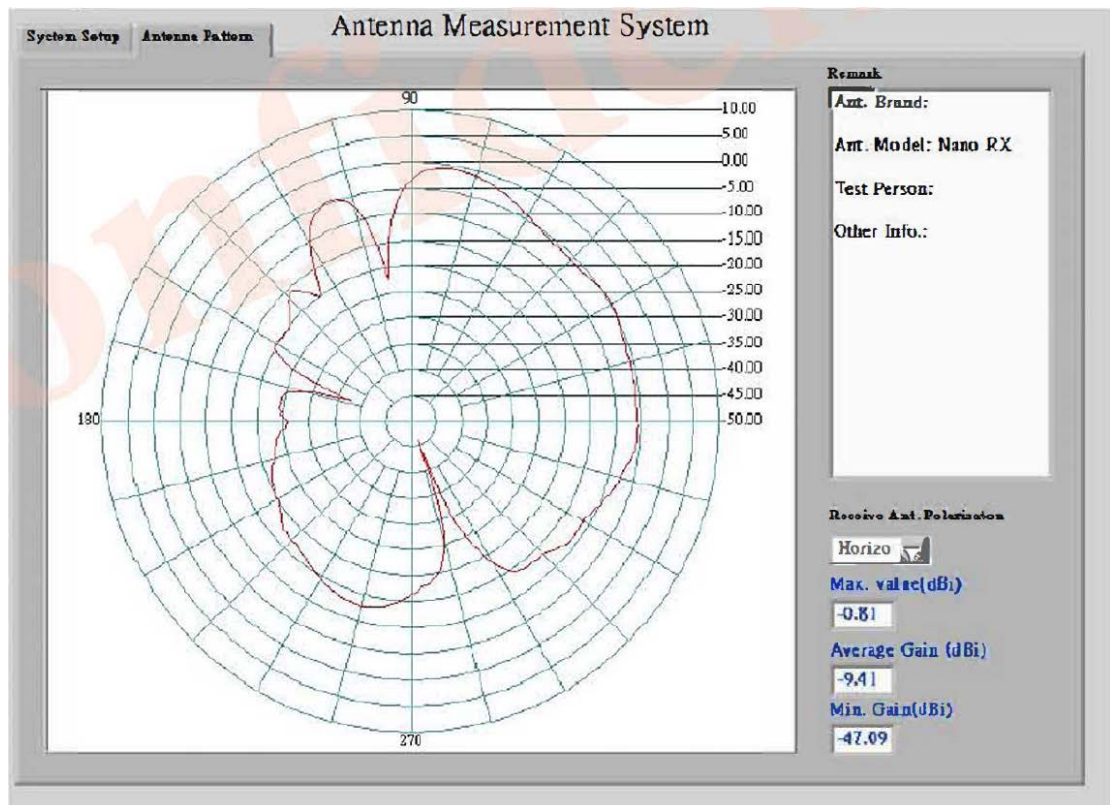 Antenna Measurement System
System Setup
Antenna Pattern
90
10.00
5.00
0.00
-5.00
-10.00
-15.00
-20.00
-25.00
-30.00
-35.00
-40.00
-45.00
-50.00
180
270
Remark
Ant. Brand:
Ant. Model: Nano RX
Test Person:
Other Info.:
Receive Ant. Polarization
Horizo
Max. value(dBi)
-0.81
Average Gain (dBi)
-9.41
Min. Gain(dBi)
-47.09
onfiden